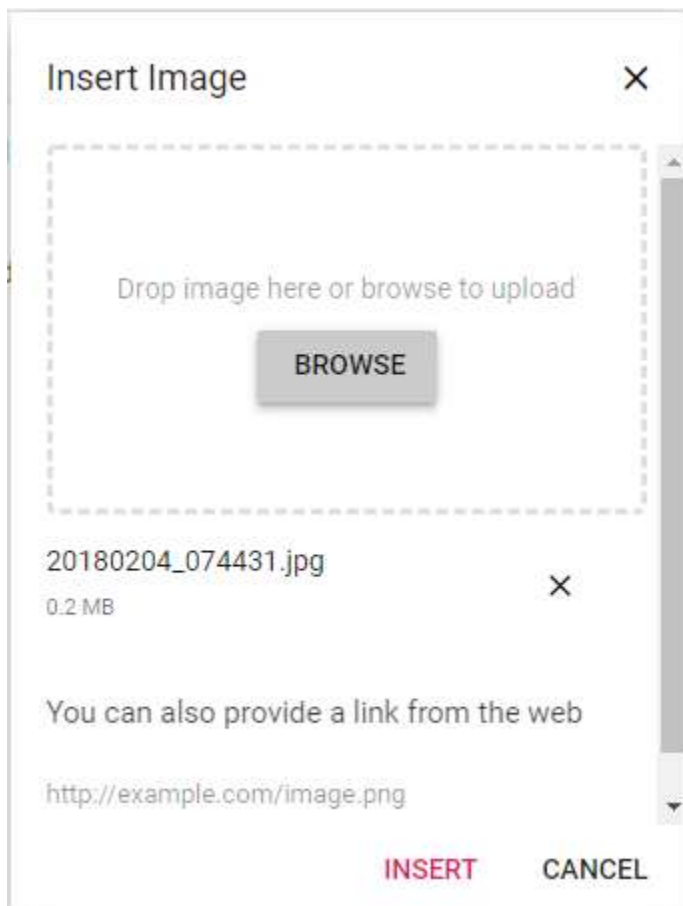 Insert Image
Drop image here or browse to upload
BROWSE
20180204_074431.jpg
0.2 MB
You can also provide a link from the web
http://example.com/image.png
INSERT CANCEL